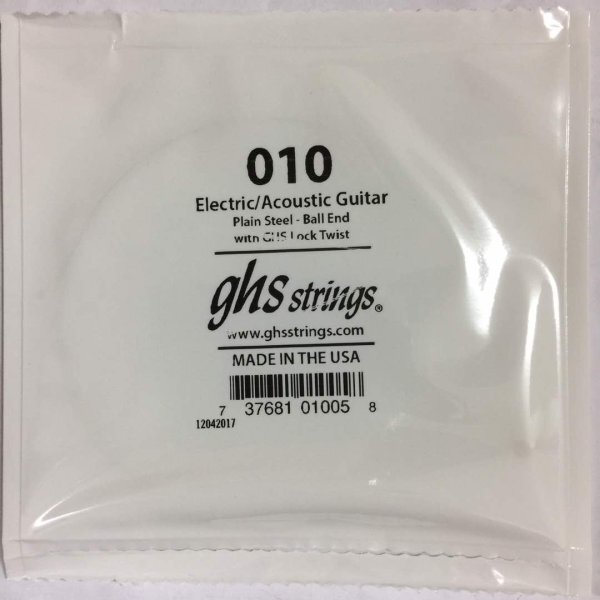 010
Electric/Acoustic Guitar
Plain Steel - Ball End
with GHS Lock Twist
ghs strings®
www.ghsstrings.com
MADE IN THE USA
7 37681 01005 8
12042017